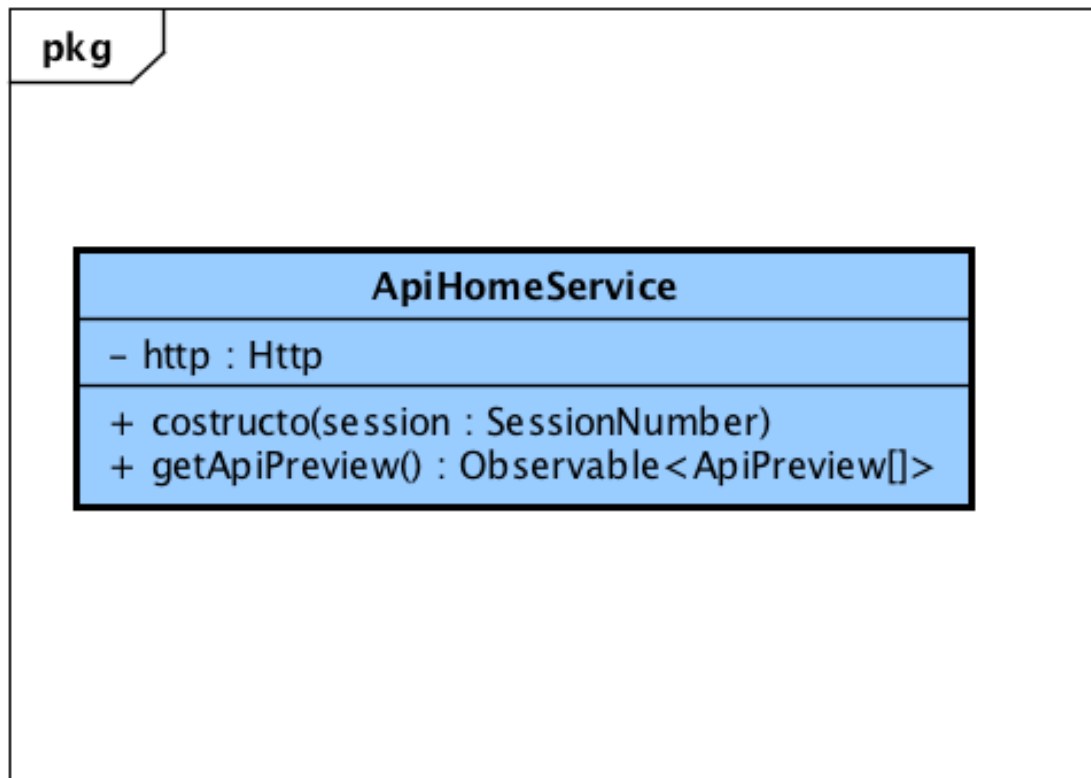 pkg
ApiHomeService
– http : Http
+ costructo(session : SessionNumber)
+ getApiPreview() : Observable<ApiPreview[]>